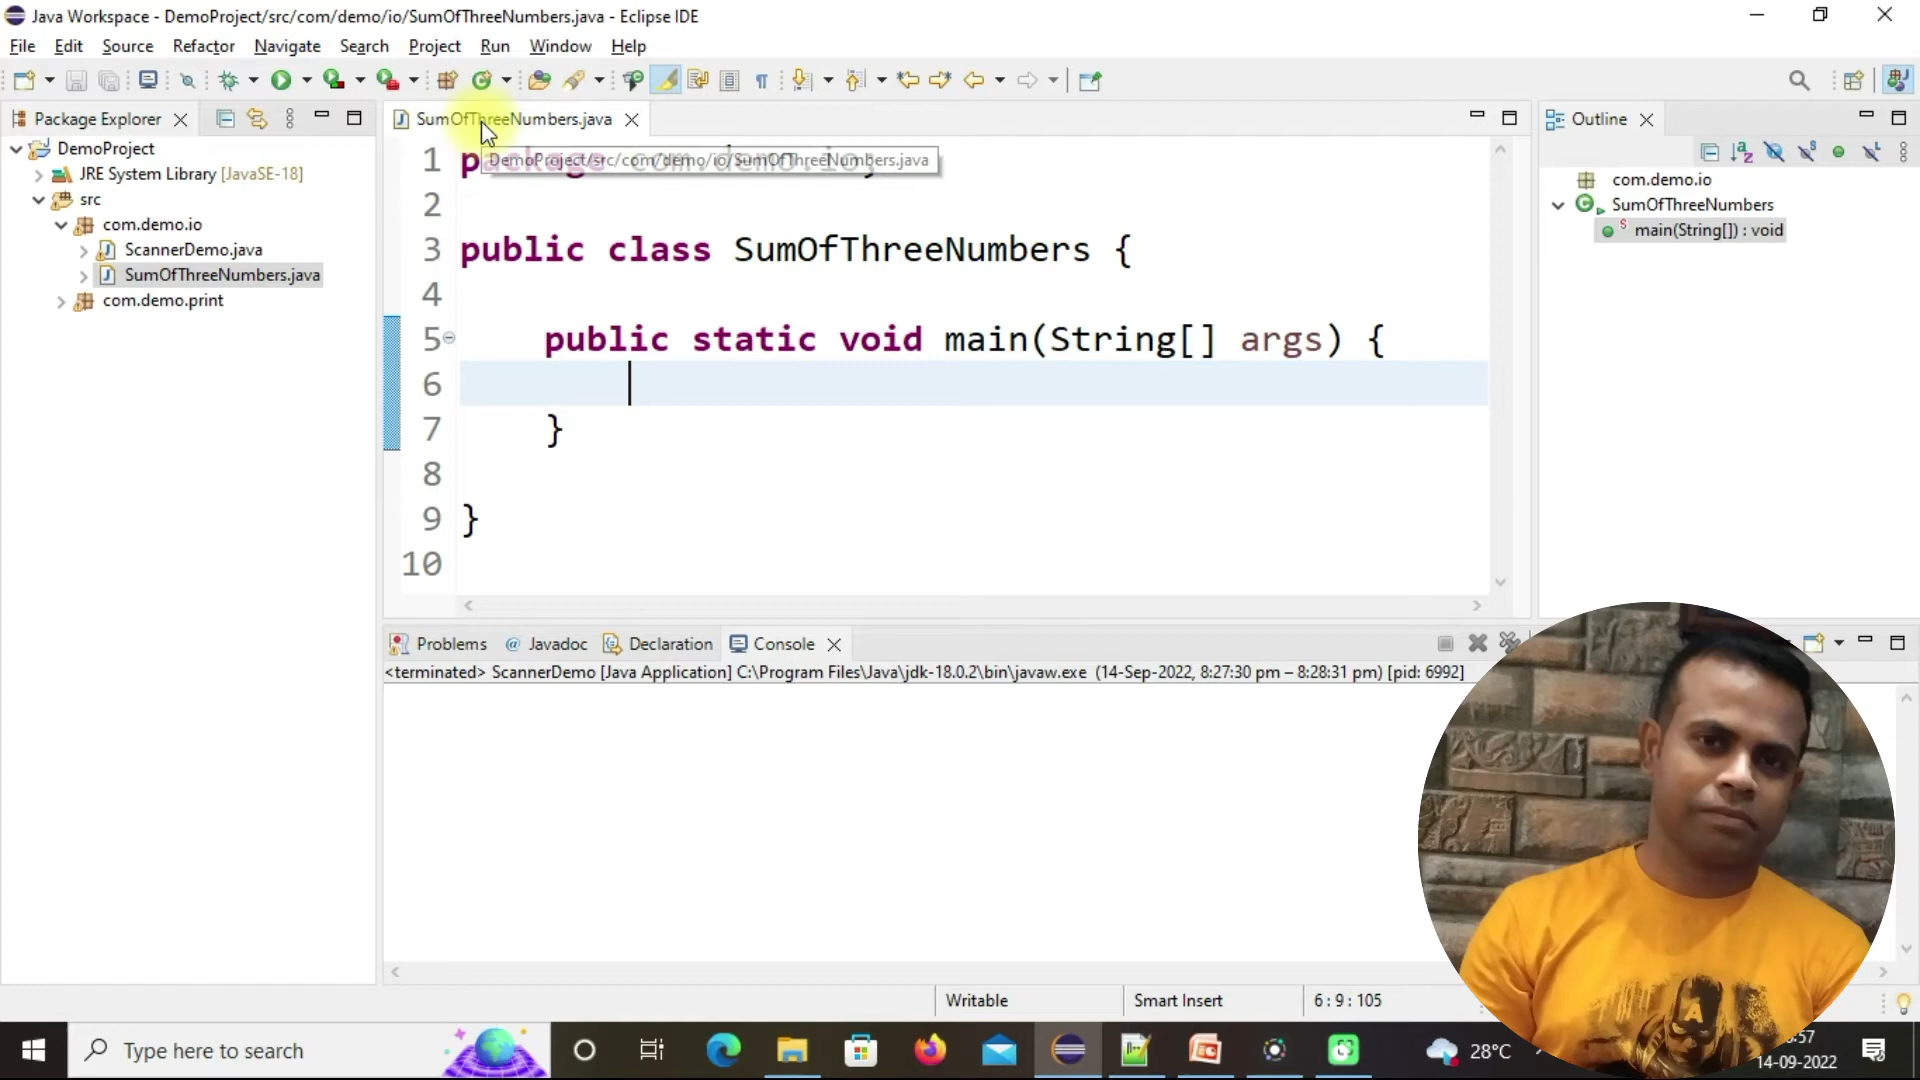 Java Workspace - DemoProject/src/com/demo/io/SumOfThreeNumbers.java - Eclipse IDE
File Edit Source Refactor Navigate Search Project Run Window Help
Package Explorer
DemoProject
JRE System Library [JavaSE-18]
src
com.demo.io
ScannerDemo.java
SumOfThreeNumbers.java
com.demo.print
SumOfThreeNumbers.java
DemoProject/src/com/demo/io/SumOfThreeNumbers.java
1 package com.demo.io;
2
3 public class SumOfThreeNumbers {
4
5 public static void main(String[] args) {
6
7 }
8
9 }
10
Outline
com.demo.io
SumOfThreeNumbers
main(String[]) : void
Problems Javadoc Declaration Console
<terminated> ScannerDemo [Java Application] C:\Program Files\Java\jdk-18.0.2\bin\javaw.exe (14-Sep-2022, 8:27:30 pm – 8:28:31 pm) [pid: 6992]
Writable Smart Insert 6 : 9 : 105
Type here to search
28°C
14-09-2022